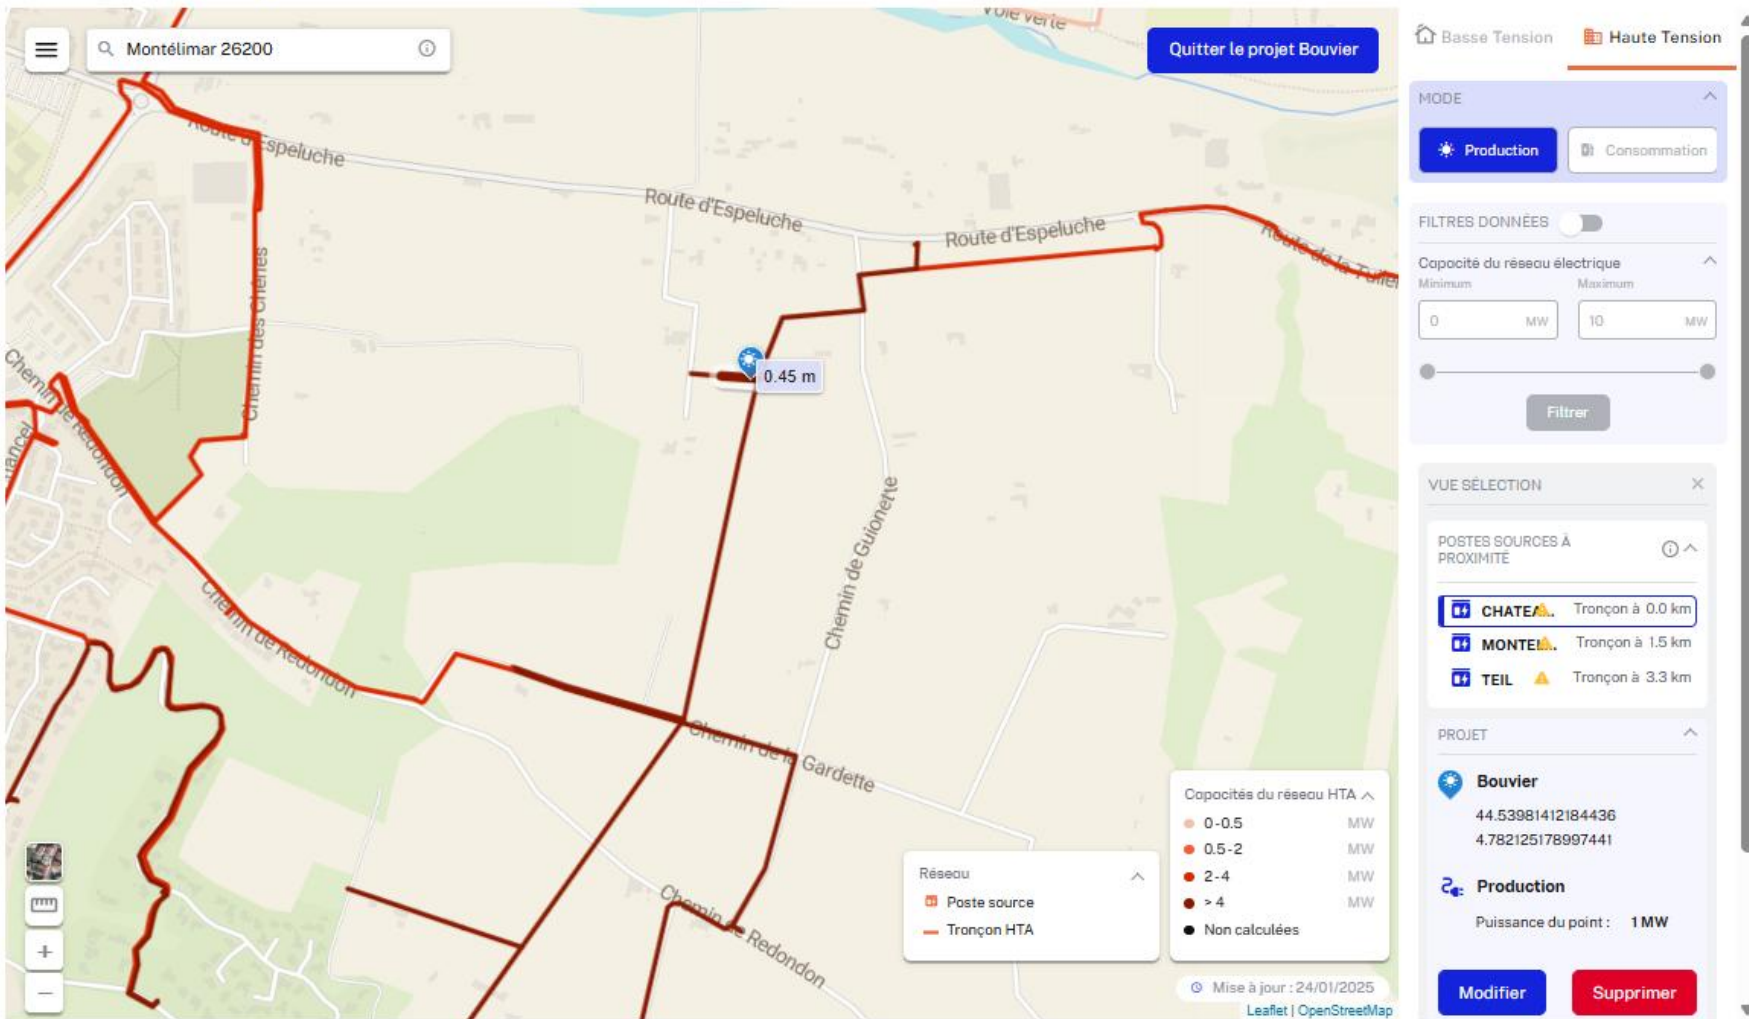 Montélimar 26200
Quitter le projet Bouvier
Voie verte
Route d'Espeluche
Route d'Espeluche
Route d'Espeluche
Chemin des Chênes
Chemin de Redondon
0.45 m
Chemin de Guionette
Chemin de Redondon
Chemin de la Gardette
Chemin de Redondon
Réseau
Poste source
Tronçon HTA
Capacités du réseau HTA
0-0.5 MW
0.5-2 MW
2-4 MW
> 4 MW
Non calculées
Mise à jour : 24/01/2025
Leaflet | OpenStreetMap
Basse Tension
Haute Tension
MODE
Production
Consommation
FILTRES DONNÉES
Capacité du réseau électrique
Minimum
Maximum
0 MW
10 MW
Filtrer
VUE SÉLECTION
POSTES SOURCES À
PROXIMITÉ
Tronçon à 0.0 km
Tronçon à 1.5 km
TEIL Tronçon à 3.3 km
PROJET
Bouvier
44.53981412184436
4.782125178997441
Production
Puissance du point : 1 MW
Modifier
Supprimer